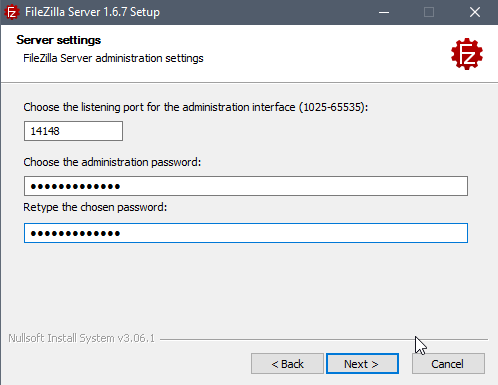 FileZilla Server 1.6.7 Setup
Server settings
FileZilla Server administration settings
Choose the listening port for the administration interface (1025-65535):
14148
Choose the administration password:
●●●●●●●●●●●●●
Retype the chosen password:
●●●●●●●●●●●●●
Nullsoft Install System v3.06.1
< Back
Next >
Cancel